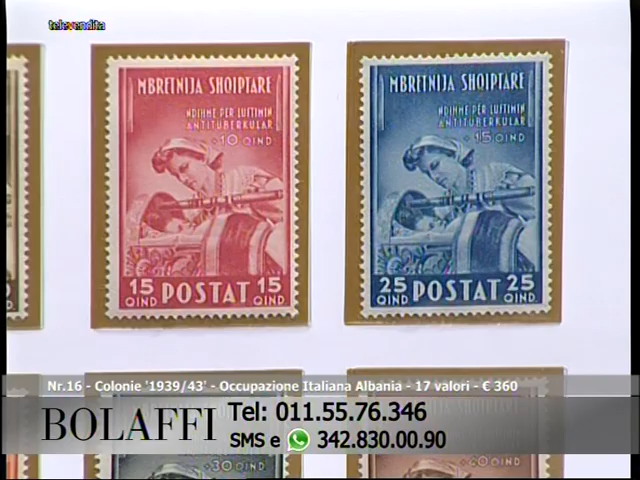 televendita
MBRETNIJA SHQIPTARE
NDIHME PER LUFTIMIN
ANTITUBERKULAR
+10 QIND
15 POSTAT 15
QIND QIND
MBRETNIJA SHQIPTARE
NDIHME PER LUFTIMIN
ANTITUBERKULAR
+15 QIND
25 POSTAT 25
QIND QIND
Nr.16 - Colonie '1939/43' - Occupazione Italiana Albania - 17 valori - € 360
BOLAFFI
Tel: 011.55.76.346
SMS e 342.830.00.90
+30 QIND